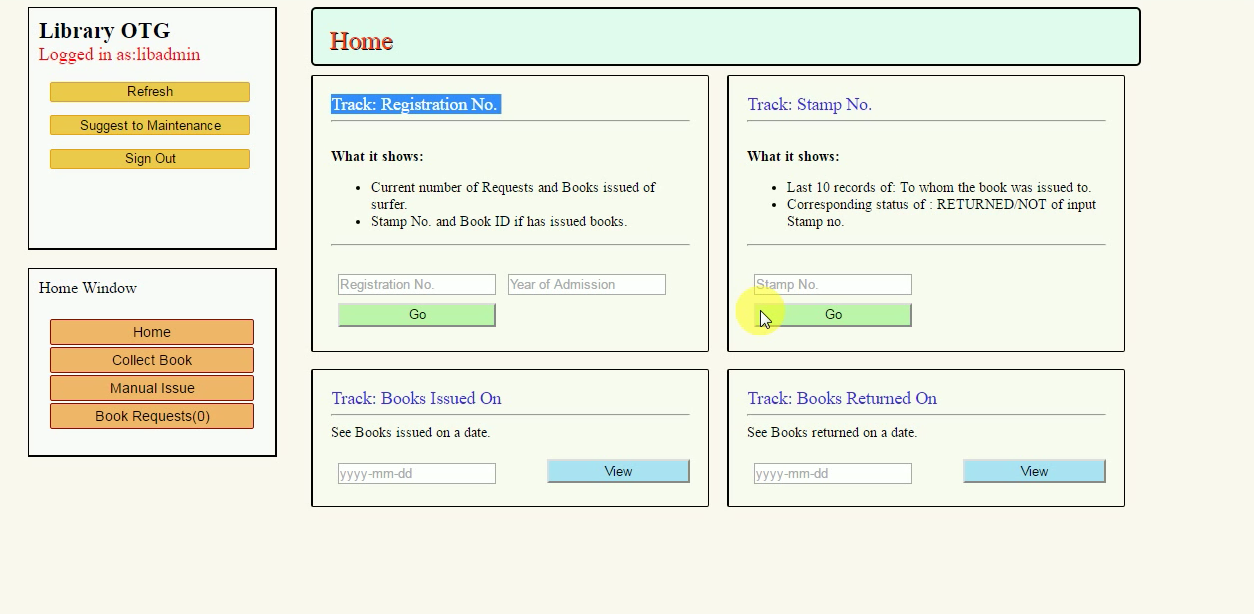 Library OTG
Logged in as:libadmin
Refresh
Suggest to Maintenance
Sign Out
Home Window
Home
Collect Book
Manual Issue
Book Requests(0)
Home
Track: Registration No.
What it shows:
Current number of Requests and Books issued of
surfer.
Stamp No. and Book ID if has issued books.
Registration No.
Year of Admission
Go
Track: Stamp No.
What it shows:
Last 10 records of: To whom the book was issued to.
Corresponding status of : RETURNED/NOT of input
Stamp no.
Stamp No.
Go
Track: Books Issued On
See Books issued on a date.
yyyy-mm-dd
View
Track: Books Returned On
See Books returned on a date.
yyyy-mm-dd
View